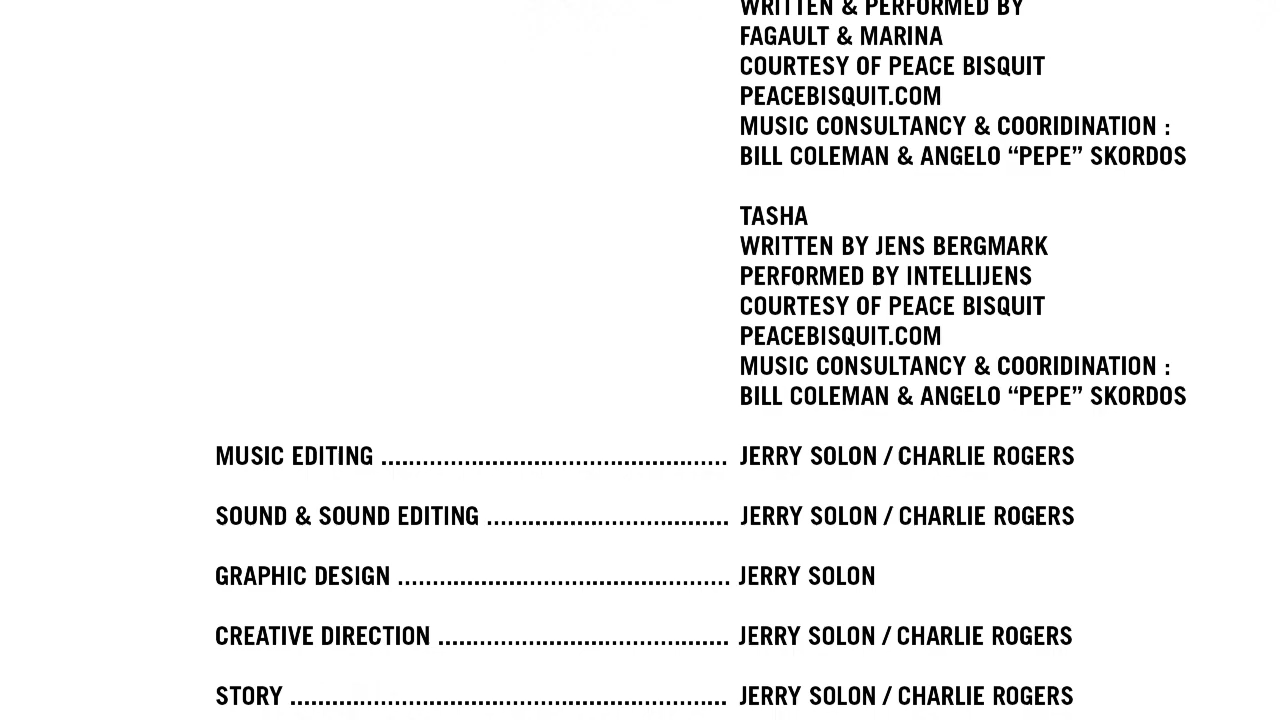 WRITTEN & PERFORMED BY
FAGAULT & MARINA
COURTESY OF PEACE BISQUIT
PEACEBISQUIT.COM
MUSIC CONSULTANCY & COORIDINATION :
BILL COLEMAN & ANGELO “PEPE” SKORDOS
TASHA
WRITTEN BY JENS BERGMARK
PERFORMED BY INTELLIJENS
COURTESY OF PEACE BISQUIT
PEACEBISQUIT.COM
MUSIC CONSULTANCY & COORIDINATION :
BILL COLEMAN & ANGELO “PEPE” SKORDOS
MUSIC EDITING .................................................. JERRY SOLON / CHARLIE ROGERS
SOUND & SOUND EDITING ................................... JERRY SOLON / CHARLIE ROGERS
GRAPHIC DESIGN ................................................ JERRY SOLON
CREATIVE DIRECTION .......................................... JERRY SOLON / CHARLIE ROGERS
STORY ............................................................... JERRY SOLON / CHARLIE ROGERS